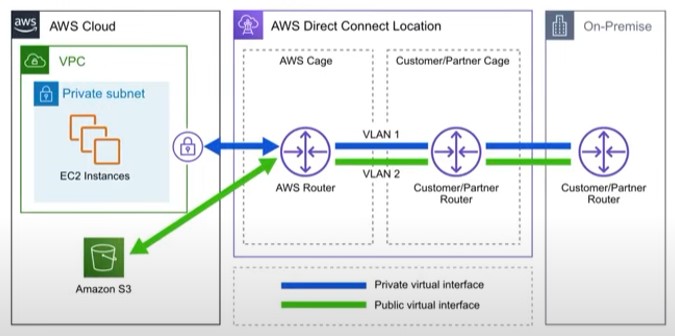 aws
AWS Cloud
VPC
Private subnet
EC2 Instances
Amazon S3
AWS Direct Connect Location
AWS Cage
Customer/Partner Cage
VLAN 1
VLAN 2
AWS Router
Customer/Partner
Router
On-Premise
Customer/Partner
Router
Private virtual interface
Public virtual interface